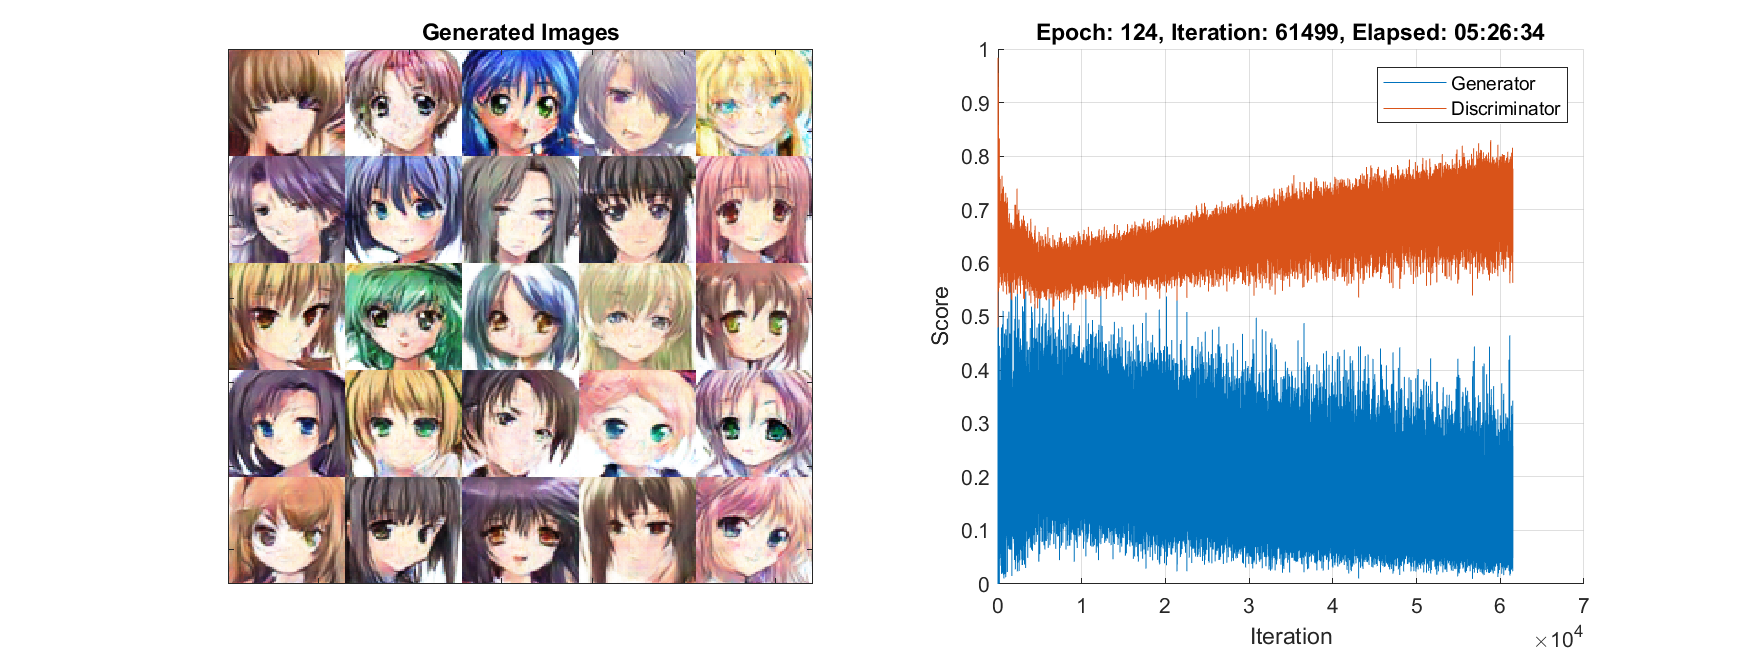 Generated Images
Epoch: 124, Iteration: 61499, Elapsed: 05:26:34
Generator
Discriminator
1
0.9
0.8
0.7
0.6
0.5
0.4
0.3
0.2
0.1
0
Score
0 1 2 3 4 5 6 7
Iteration
×10^4